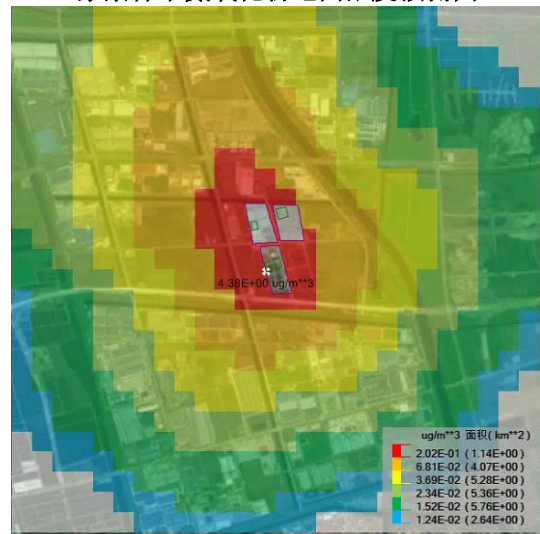 4.38E+00 ug/m**3
ug/m**3 面积( km**2 )
2.02E-01 ( 1.14E+00 )
6.81E-02 ( 4.07E+00 )
3.69E-02 ( 5.28E+00 )
2.34E-02 ( 5.36E+00 )
1.52E-02 ( 5.76E+00 )
1.24E-02 ( 2.64E+00 )